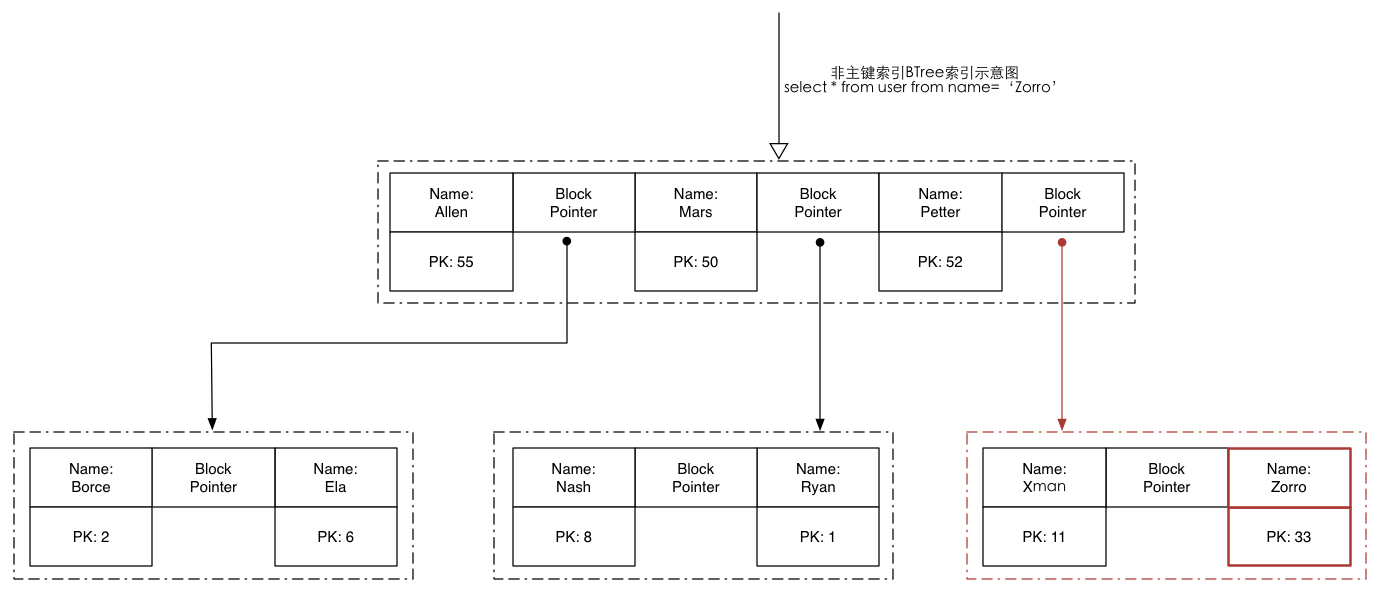 非主键索引BTree索引示意图
select * from user from name=‘Zorro’
Name:
Allen
Block
Pointer
Name:
Mars
Block
Pointer
Name:
Petter
Block
Pointer
PK: 55
PK: 50
PK: 52
Name:
Borce
Block
Pointer
Name:
Ela
PK: 2
PK: 6
Name:
Nash
Block
Pointer
Name:
Ryan
PK: 8
PK: 1
Name:
Xman
Block
Pointer
Name:
Zorro
PK: 11
PK: 33